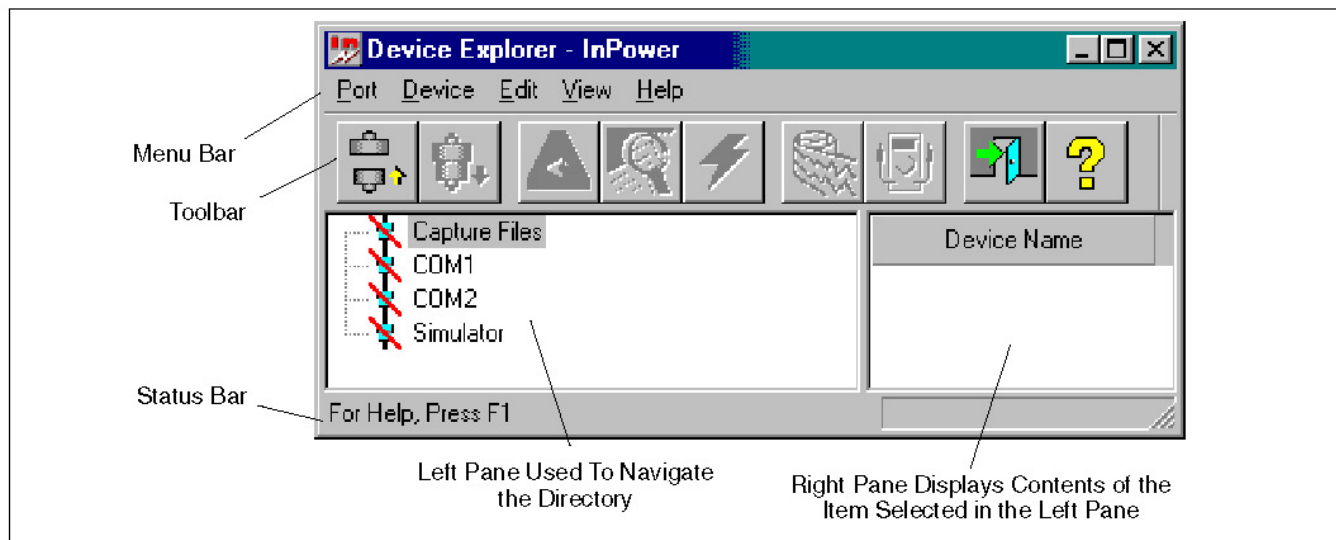 Device Explorer - InPower
Port Device Edit View Help
Menu Bar
Toolbar
Capture Files
COM1
COM2
Simulator
Device Name
Status Bar
For Help, Press F1
Left Pane Used To Navigate
the Directory
Right Pane Displays Contents of the
Item Selected in the Left Pane